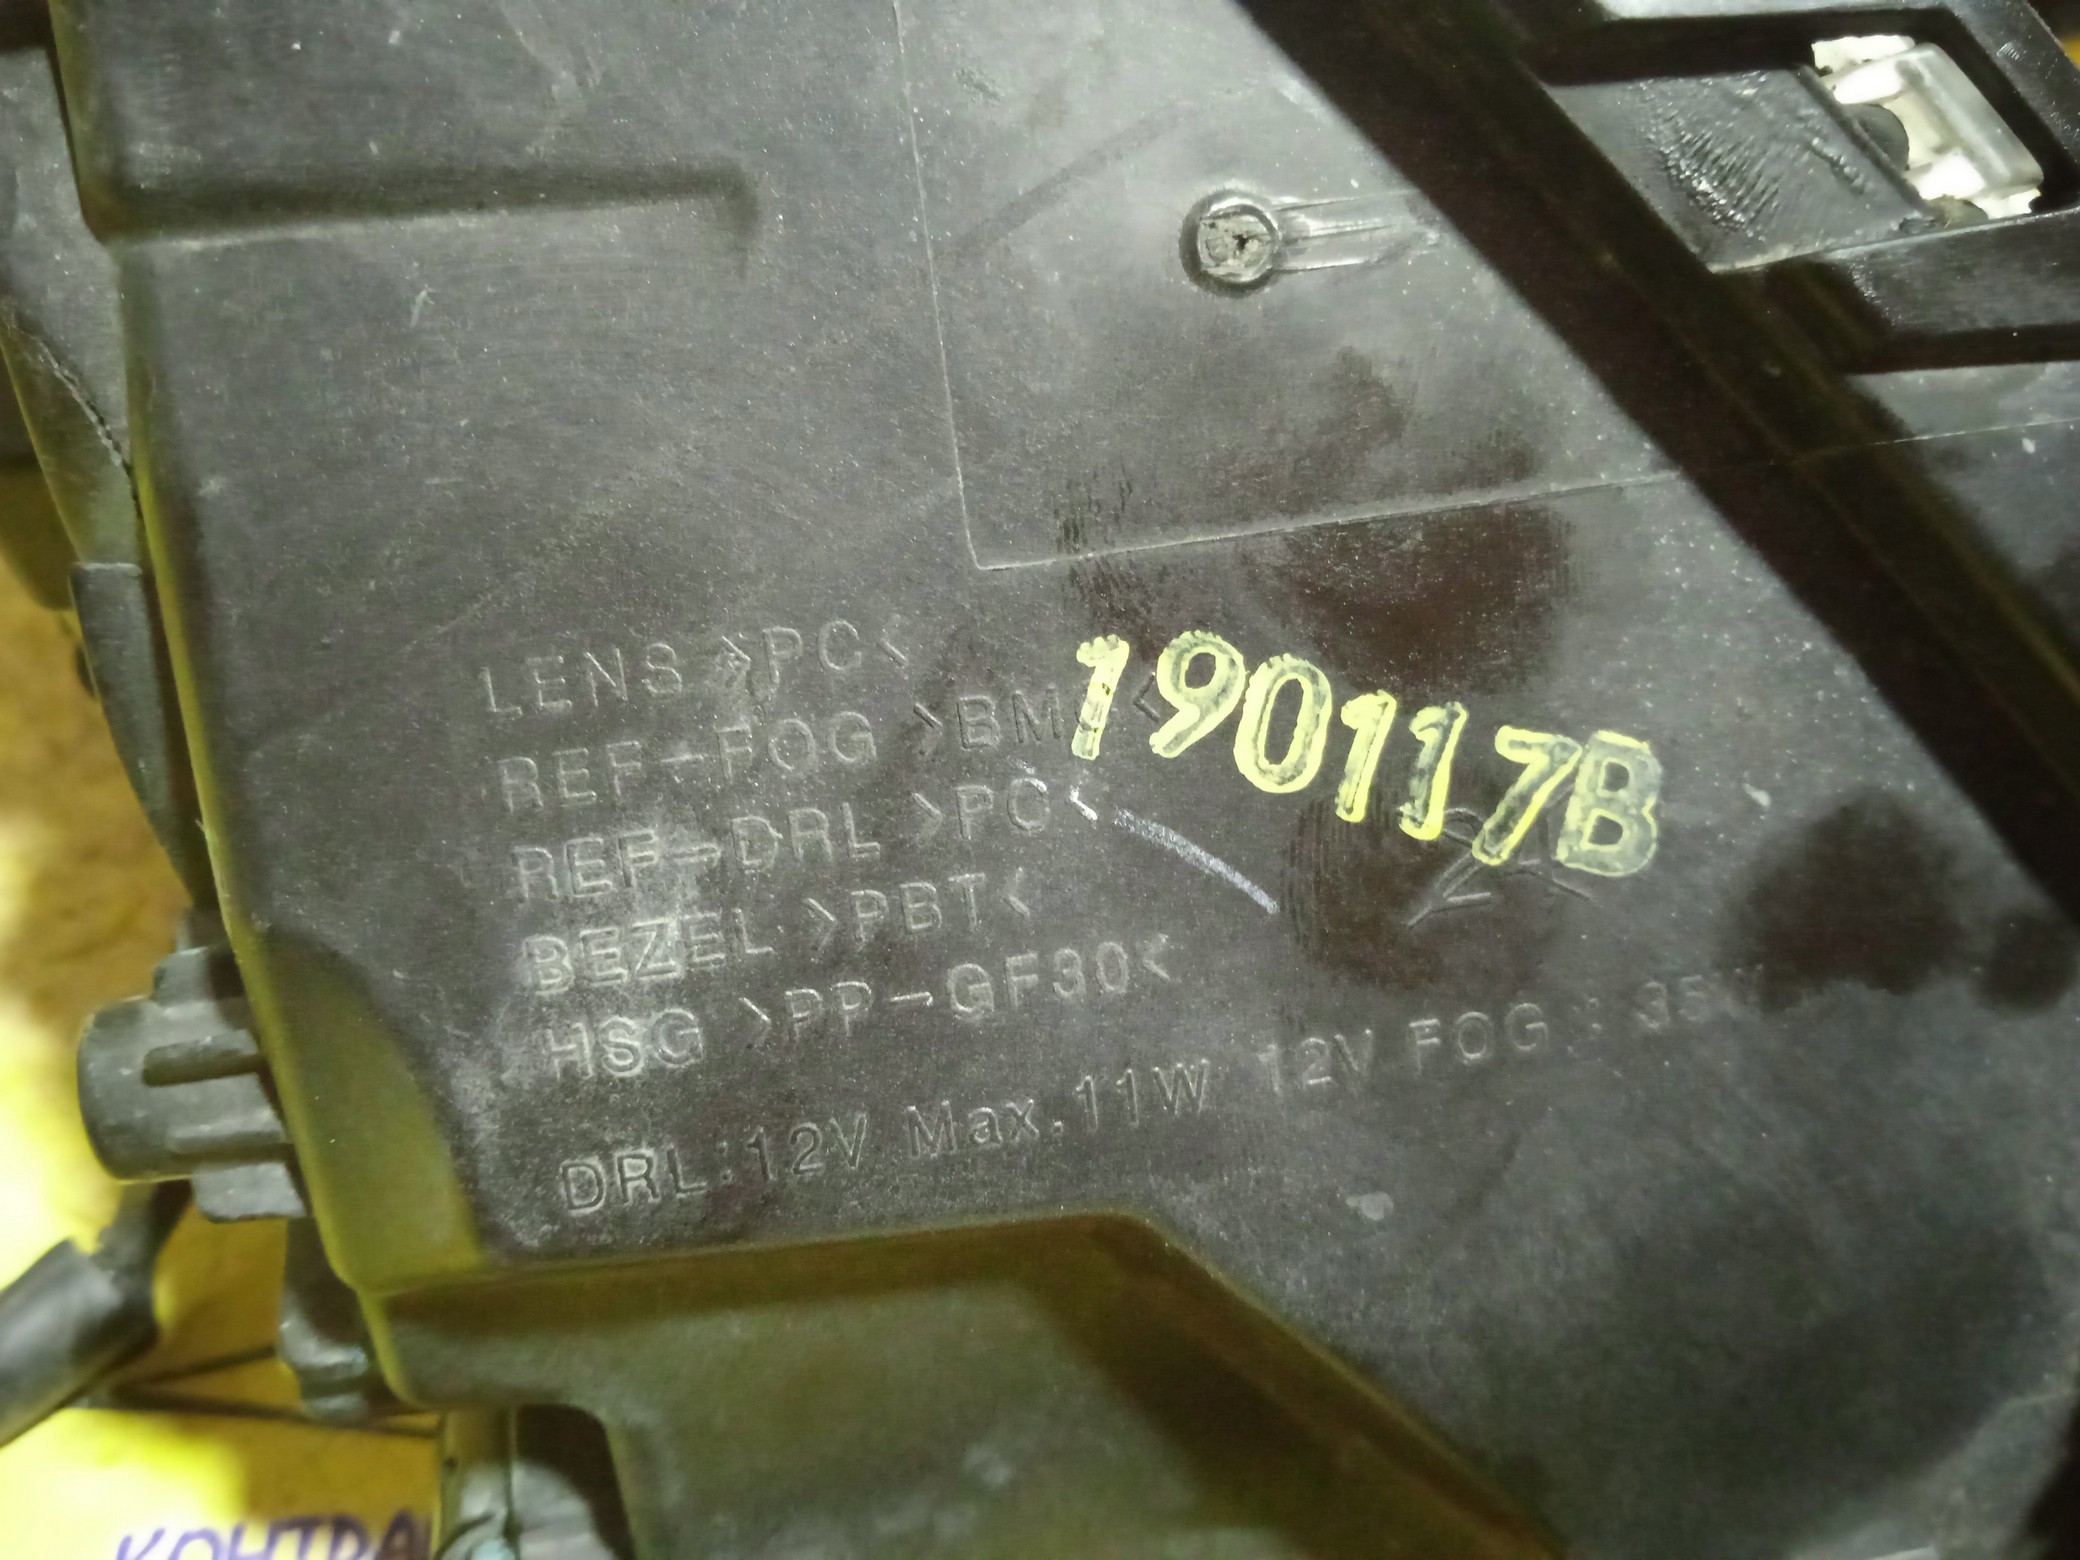 LENS >PC<
REF-FOG >BM
190117B
REF-DRL >PC<
BEZEL >PBT<
HSG >PP-GF30<
DRL:12V Max.11W 12V FOG : 35W
КОНТРА